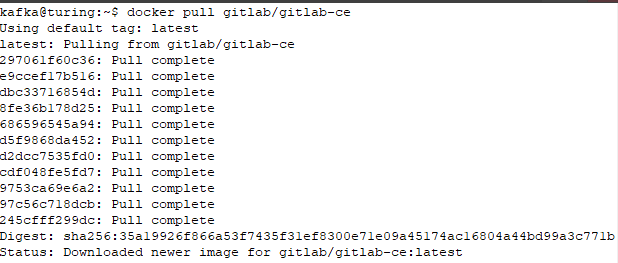 kafka@turing:~$ docker pull gitlab/gitlab-ce
Using default tag: latest
latest: Pulling from gitlab/gitlab-ce
297061f60c36: Pull complete
e9ccef17b516: Pull complete
dbc33716854d: Pull complete
8fe36b178d25: Pull complete
686596545a94: Pull complete
d5f9868da452: Pull complete
d2dcc7535fd0: Pull complete
cdf048fe5fd7: Pull complete
9753ca69e6a2: Pull complete
97c56c718dcb: Pull complete
245cfff299dc: Pull complete
Digest: sha256:35a19926f866a53f7435f31ef8300e71e09a45174ac16804a44bd99a3c771b
Status: Downloaded newer image for gitlab/gitlab-ce:latest